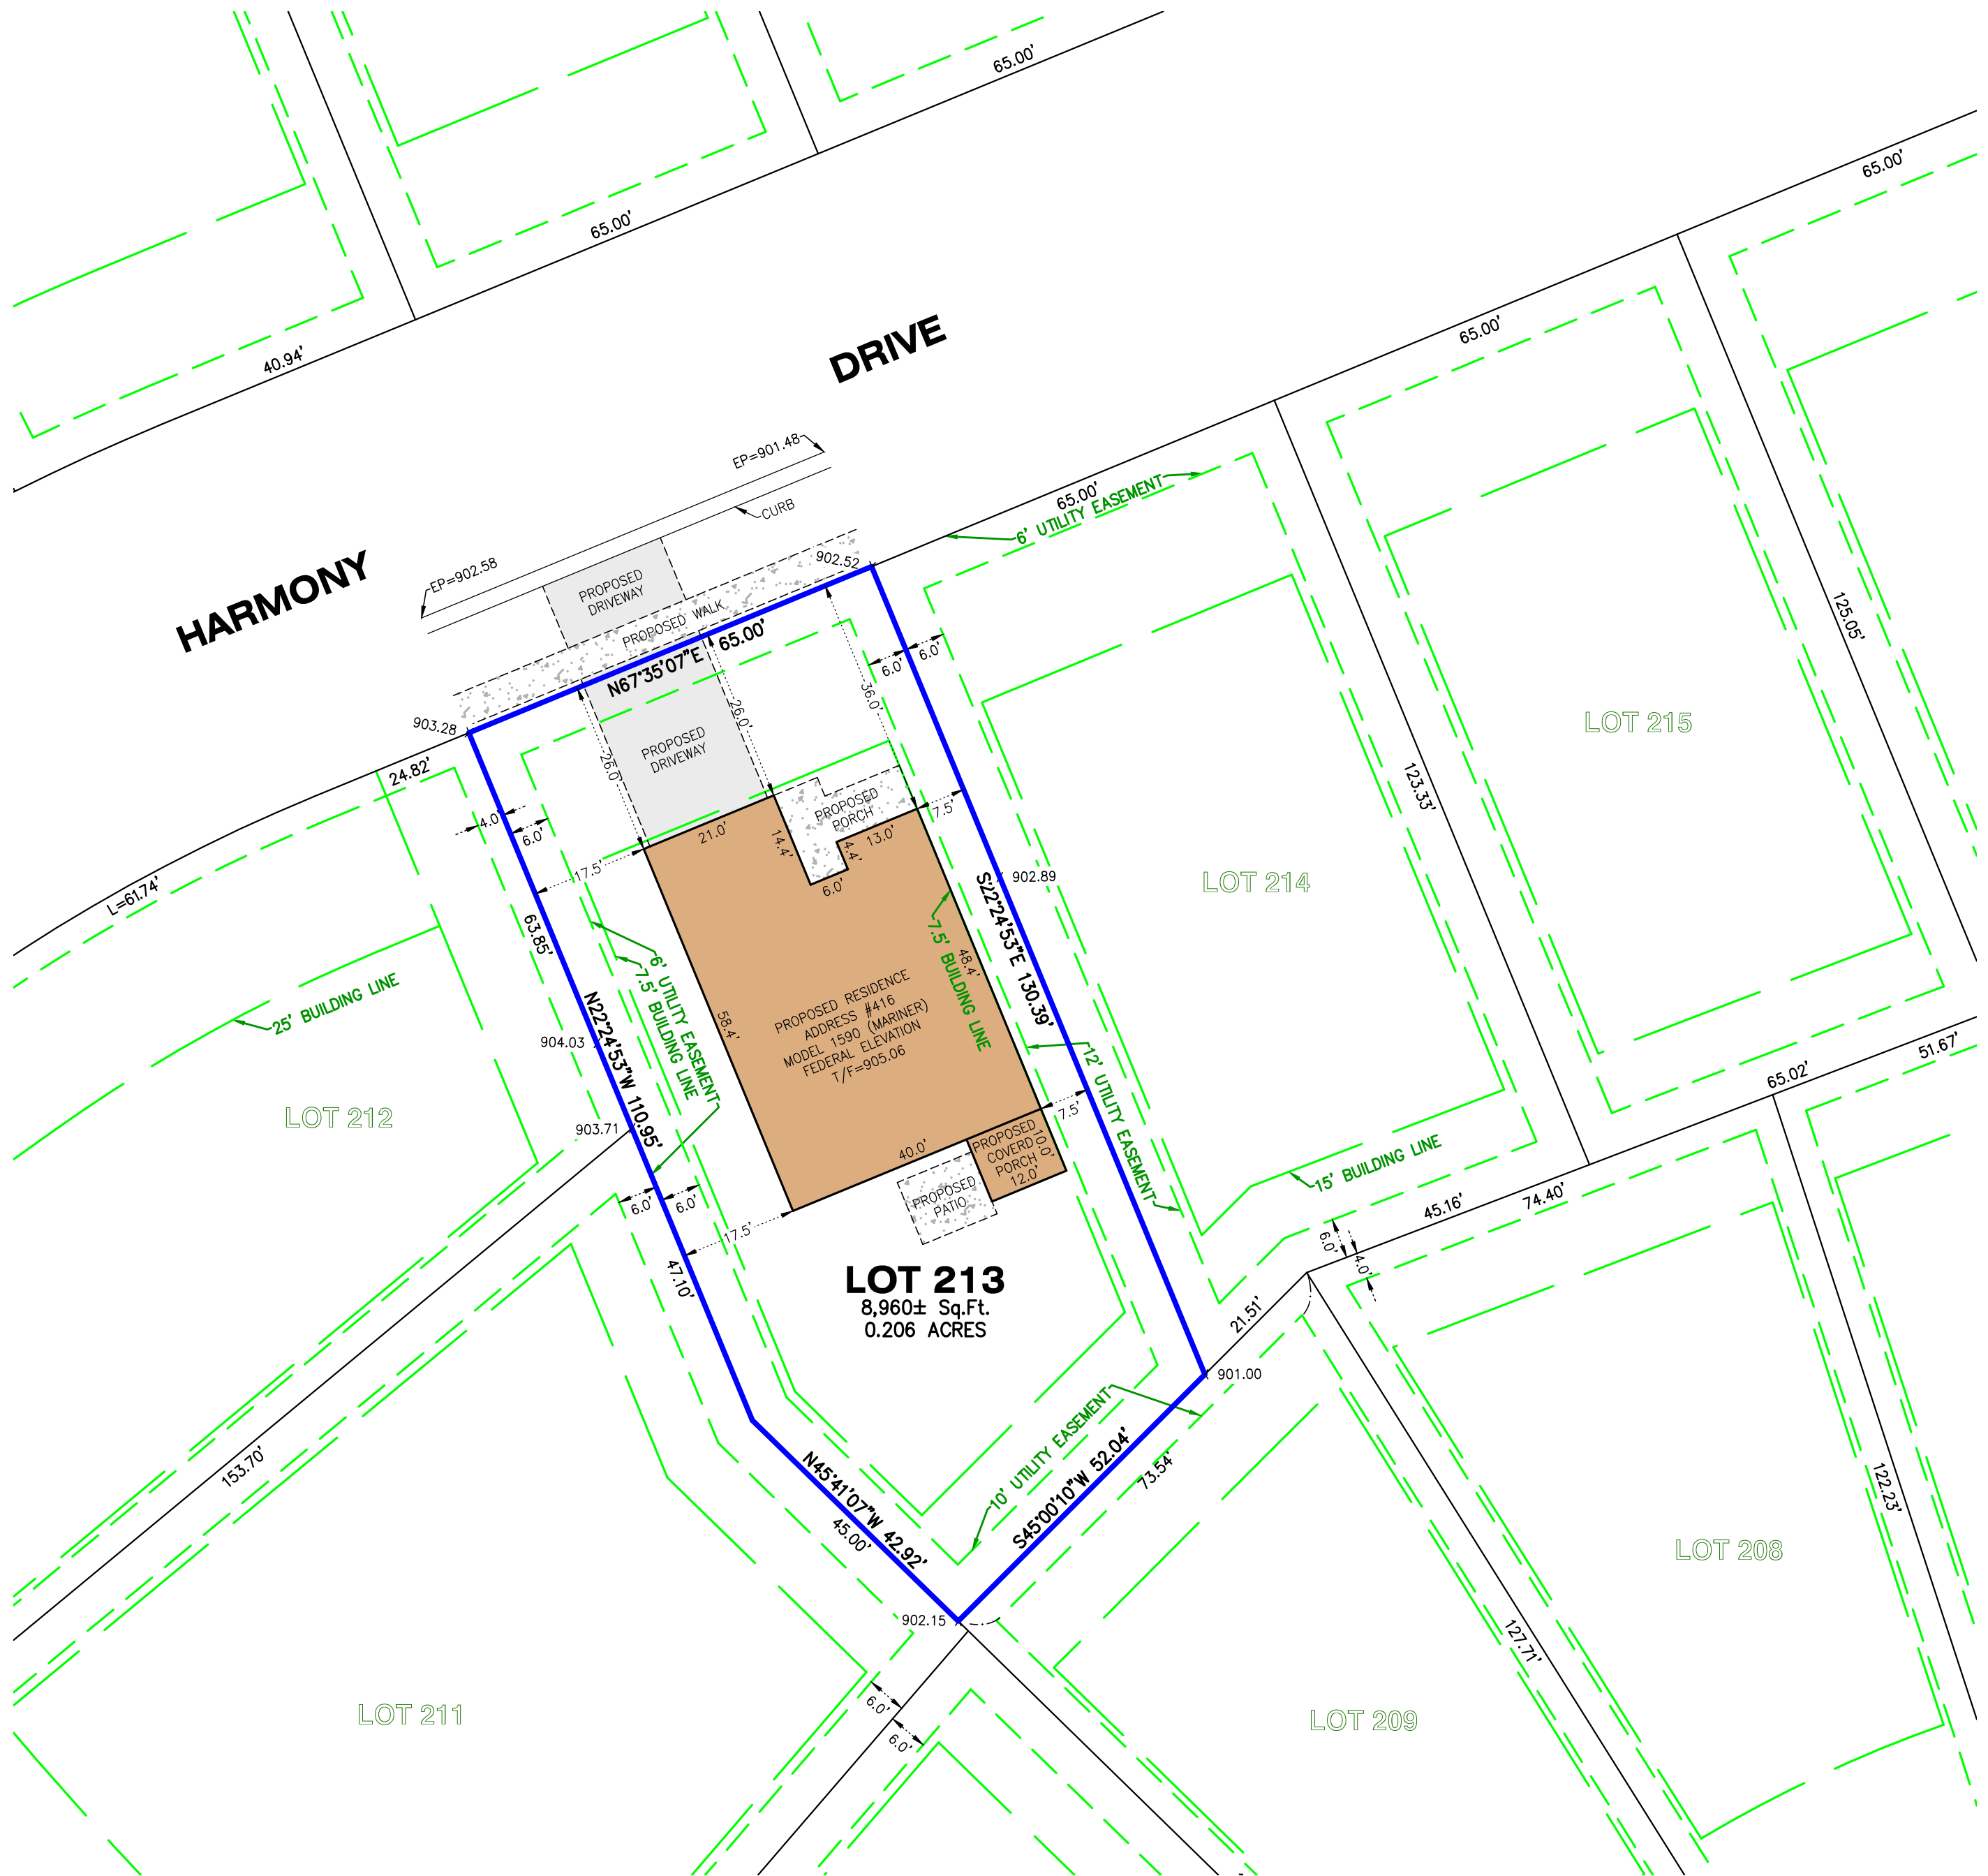 65.00'
65.00'
65.00'
40.94'
DRIVE
65.00'
125.05'
EP=901.48
CURB
65.00'
6' UTILITY EASEMENT
HARMONY
EP=902.58
902.52
PROPOSED
DRIVEWAY
PROPOSED WALK
N67°35'07"E 65.00'
6.0'
6.0'
36.0'
26.0'
26.0'
903.28
PROPOSED
DRIVEWAY
LOT 215
24.82'
123.33'
4.0'
6.0'
PROPOSED
PORCH
7.5'
21.0'
14.4'
4.4'
13.0'
6.0'
17.5'
L=61.74'
63.85'
S22°24'53"E 130.39'
902.89
LOT 214
7.5' BUILDING LINE
48.4'
25' BUILDING LINE
6' UTILITY EASEMENT
7.5' BUILDING LINE
N22°24'53"W 110.95'
904.03
58.4'
PROPOSED RESIDENCE
ADDRESS #416
MODEL 1590 (MARINER)
FEDERAL ELEVATION
T/F=905.06
12' UTILITY EASEMENT
51.67'
65.02'
LOT 212
903.71
7.5'
40.0'
PROPOSED
COVERD
PORCH
10.0'
12.0'
PROPOSED
PATIO
15' BUILDING LINE
45.16'
74.40'
6.0'
6.0'
17.5'
6.0'
4.0'
47.10'
LOT 213
8,960± Sq.Ft.
0.206 ACRES
21.51'
901.00
10' UTILITY EASEMENT
153.70'
N45°41'07"W 42.92'
45.00'
S45°00'10"W 52.04'
73.54'
122.23'
LOT 208
902.15
127.71'
6.0'
6.0'
LOT 211
LOT 209